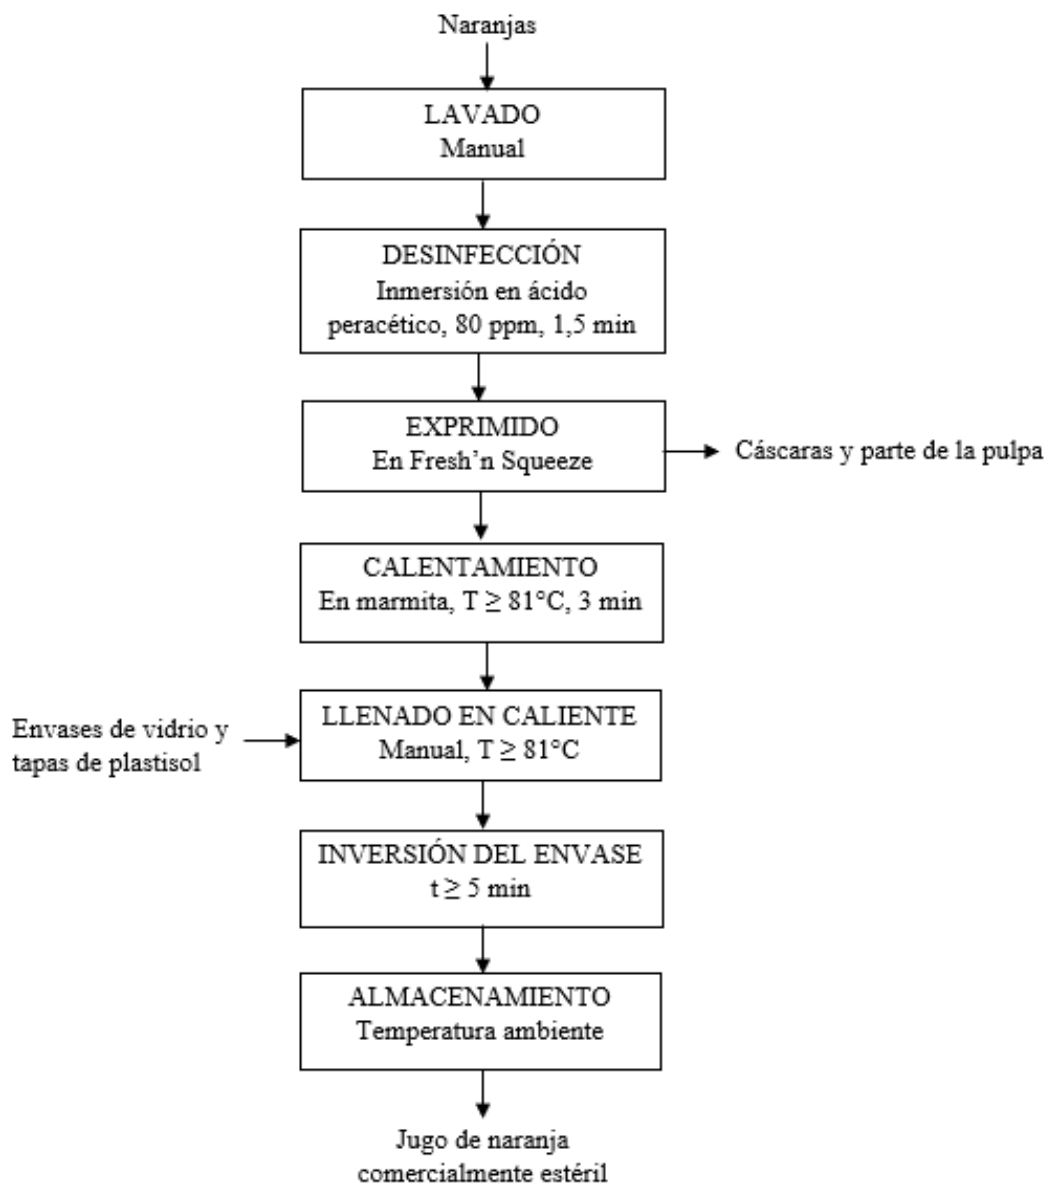 Naranjas
LAVADO
Manual
DESINFECCIÓN
Inmersión en ácido
peracético, 80 ppm, 1,5 min
EXPRIMIDO
En Fresh’n Squeeze
Cáscaras y parte de la pulpa
CALENTAMIENTO
En marmita, T ≥ 81°C, 3 min
Envases de vidrio y
tapas de plastisol
LLENADO EN CALIENTE
Manual, T ≥ 81°C
INVERSIÓN DEL ENVASE
t ≥ 5 min
ALMACENAMIENTO
Temperatura ambiente
Jugo de naranja
comercialmente estéril